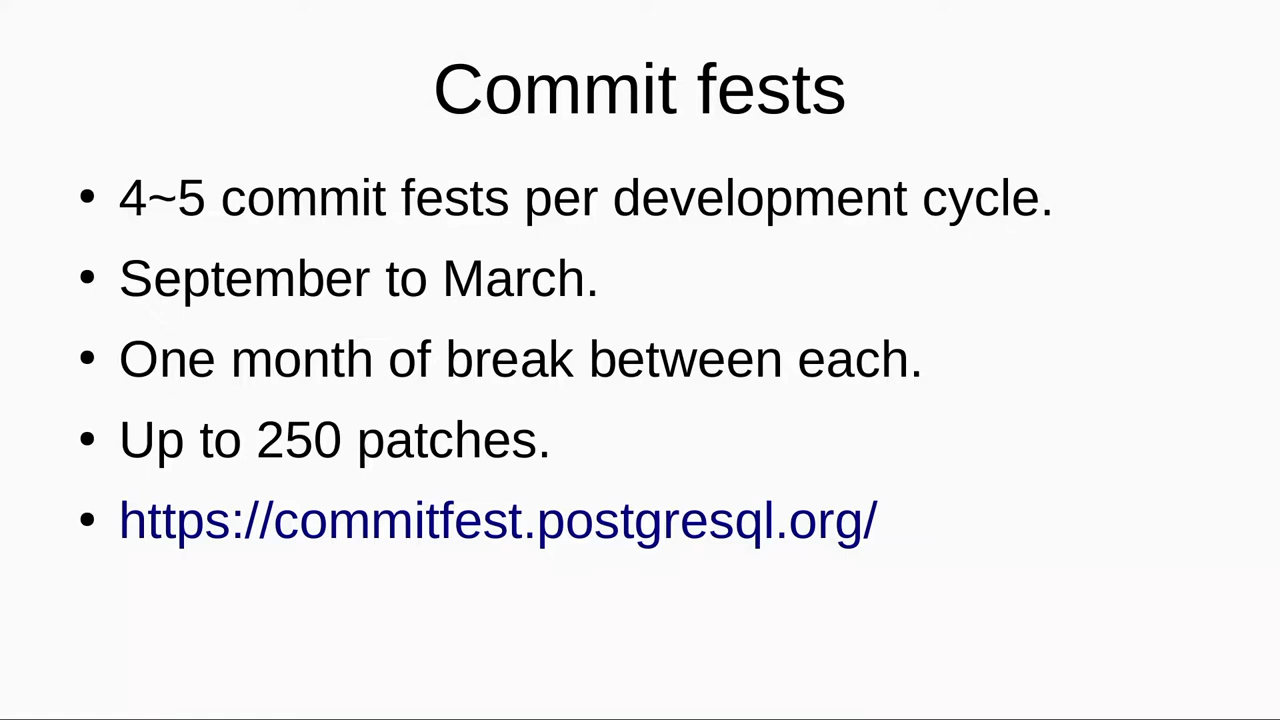 Commit fests
• 4~5 commit fests per development cycle.
• September to March.
• One month of break between each.
• Up to 250 patches.
• https://commitfest.postgresql.org/